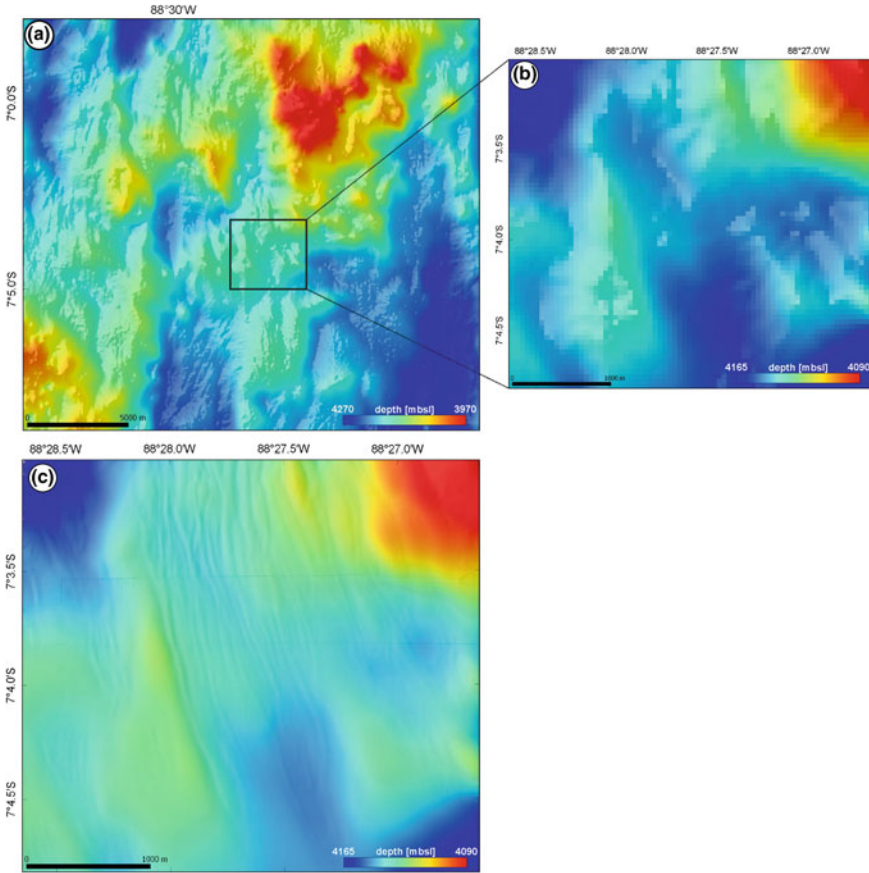 88°30'W
(a)
7°0.0'S
7°5.0'S
0 5000 m
4270 depth [mbsl] 3970
88°28.5'W 88°28.0'W 88°27.5'W 88°27.0'W
(b)
7°3.5'S
7°4.0'S
7°4.5'S
0 1000 m
4165 depth [mbsl] 4090
88°28.5'W 88°28.0'W 88°27.5'W 88°27.0'W
(c)
7°3.5'S
7°4.0'S
7°4.5'S
0 1000 m
4165 depth [mbsl] 4090